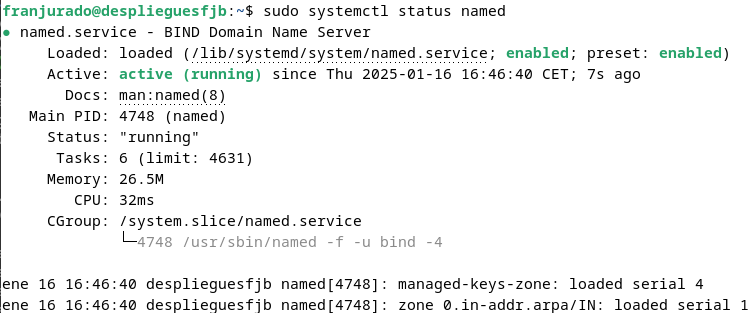 franjurado@desplieguesfjb:~$ sudo systemctl status named
● named.service - BIND Domain Name Server
Loaded: loaded (/lib/systemd/system/named.service; enabled; preset: enabled)
Active: active (running) since Thu 2025-01-16 16:46:40 CET; 7s ago
Docs: man:named(8)
Main PID: 4748 (named)
Status: "running"
Tasks: 6 (limit: 4631)
Memory: 26.5M
CPU: 32ms
CGroup: /system.slice/named.service
└─4748 /usr/sbin/named -f -u bind -4
ene 16 16:46:40 desplieguesfjb named[4748]: managed-keys-zone: loaded serial 4
ene 16 16:46:40 desplieguesfjb named[4748]: zone 0.in-addr.arpa/IN: loaded serial 1